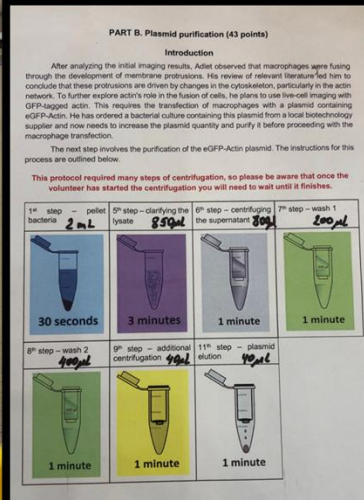 PART B. Plasmid purification (43 points)
Introduction
After analyzing the initial imaging results, Adlet observed that macrophages were fusing
through the development of membrane protrusions. His review of relevant literature led him to
conclude that these protrusions are driven by changes in the cytoskeleton, particularly in the actin
network. To further explore actin's role in the fusion of cells, he plans to use live-cell imaging with
GFP-tagged actin. This requires the transfection of macrophages with a plasmid containing
eGFP-Actin. He has ordered a bacterial culture containing this plasmid from a local biotechnology
supplier and now needs to increase the plasmid quantity and purify it before proceeding with the
macrophage transfection.
The next step involves the purification of the eGFP-Actin plasmid. The instructions for this
process are outlined below.
This protocol required many steps of centrifugation, so please be aware that once the
volunteer has started the centrifugation you will need to wait until it finishes.
1st step – pellet
bacteria 2 mL
30 seconds
5th step – clarifying the
lysate 850µl
3 minutes
6th step – centrifuging
the supernatant 800µl
1 minute
7th step – wash 1
200µl
1 minute
8th step – wash 2
400µl
1 minute
9th step – additional
centrifugation 40µL
1 minute
11th step – plasmid
elution 40µl
1 minute